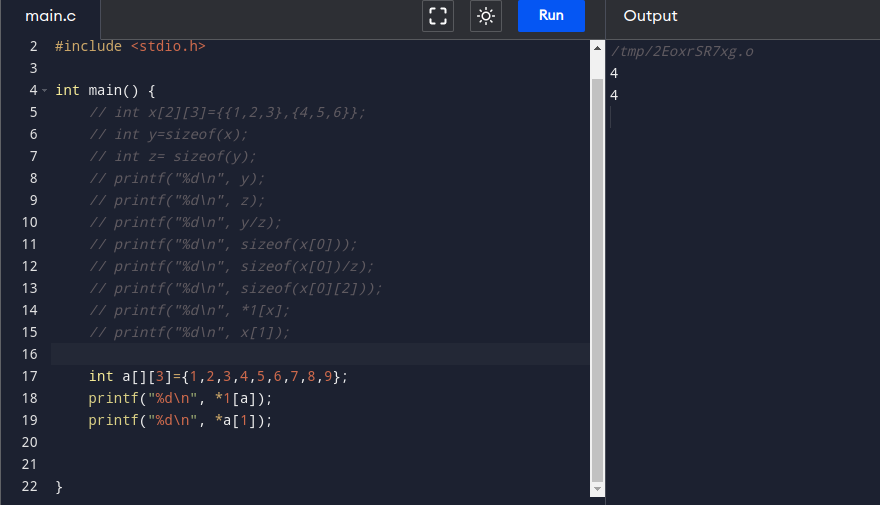 main.c Run Output
2 #include <stdio.h>
3
4 int main() {
5 // int x[2][3]={{1,2,3},{4,5,6}};
6 // int y=sizeof(x);
7 // int z= sizeof(y);
8 // printf("%d\n", y);
9 // printf("%d\n", z);
10 // printf("%d\n", y/z);
11 // printf("%d\n", sizeof(x[0]));
12 // printf("%d\n", sizeof(x[0])/z);
13 // printf("%d\n", sizeof(x[0][2]));
14 // printf("%d\n", *1[x];
15 // printf("%d\n", x[1]);
16
17 int a[][3]={1,2,3,4,5,6,7,8,9};
18 printf("%d\n", *1[a]);
19 printf("%d\n", *a[1]);
20
21
22 }
/tmp/2EoxrSR7xg.o
4
4